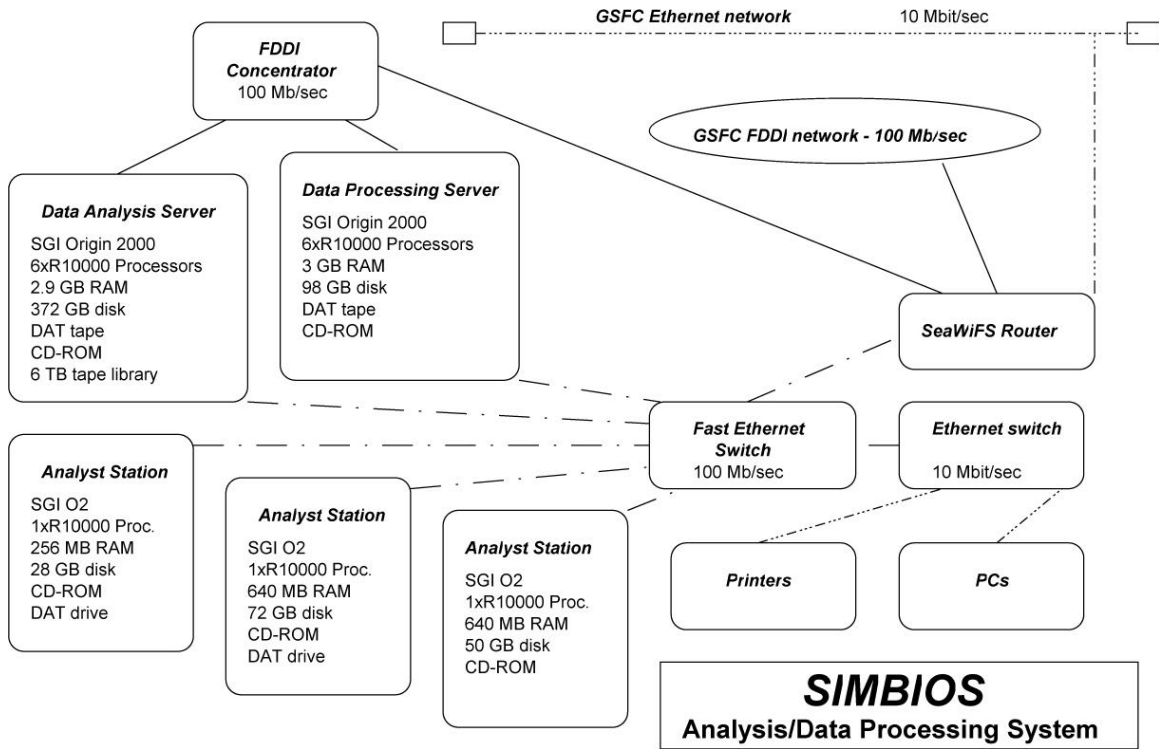 GSFC Ethernet network 10 Mbit/sec
FDDI
Concentrator
100 Mb/sec
GSFC FDDI network - 100 Mb/sec
Data Analysis Server
SGI Origin 2000
6xR10000 Processors
2.9 GB RAM
372 GB disk
DAT tape
CD-ROM
6 TB tape library
Data Processing Server
SGI Origin 2000
6xR10000 Processors
3 GB RAM
98 GB disk
DAT tape
CD-ROM
SeaWiFS Router
Fast Ethernet
Switch
100 Mb/sec
Ethernet switch
10 Mbit/sec
Analyst Station
SGI O2
1xR10000 Proc.
256 MB RAM
28 GB disk
CD-ROM
DAT drive
Analyst Station
SGI O2
1xR10000 Proc.
640 MB RAM
72 GB disk
CD-ROM
DAT drive
Analyst Station
SGI O2
1xR10000 Proc.
640 MB RAM
50 GB disk
CD-ROM
Printers
PCs
SIMBIOS
Analysis/Data Processing System